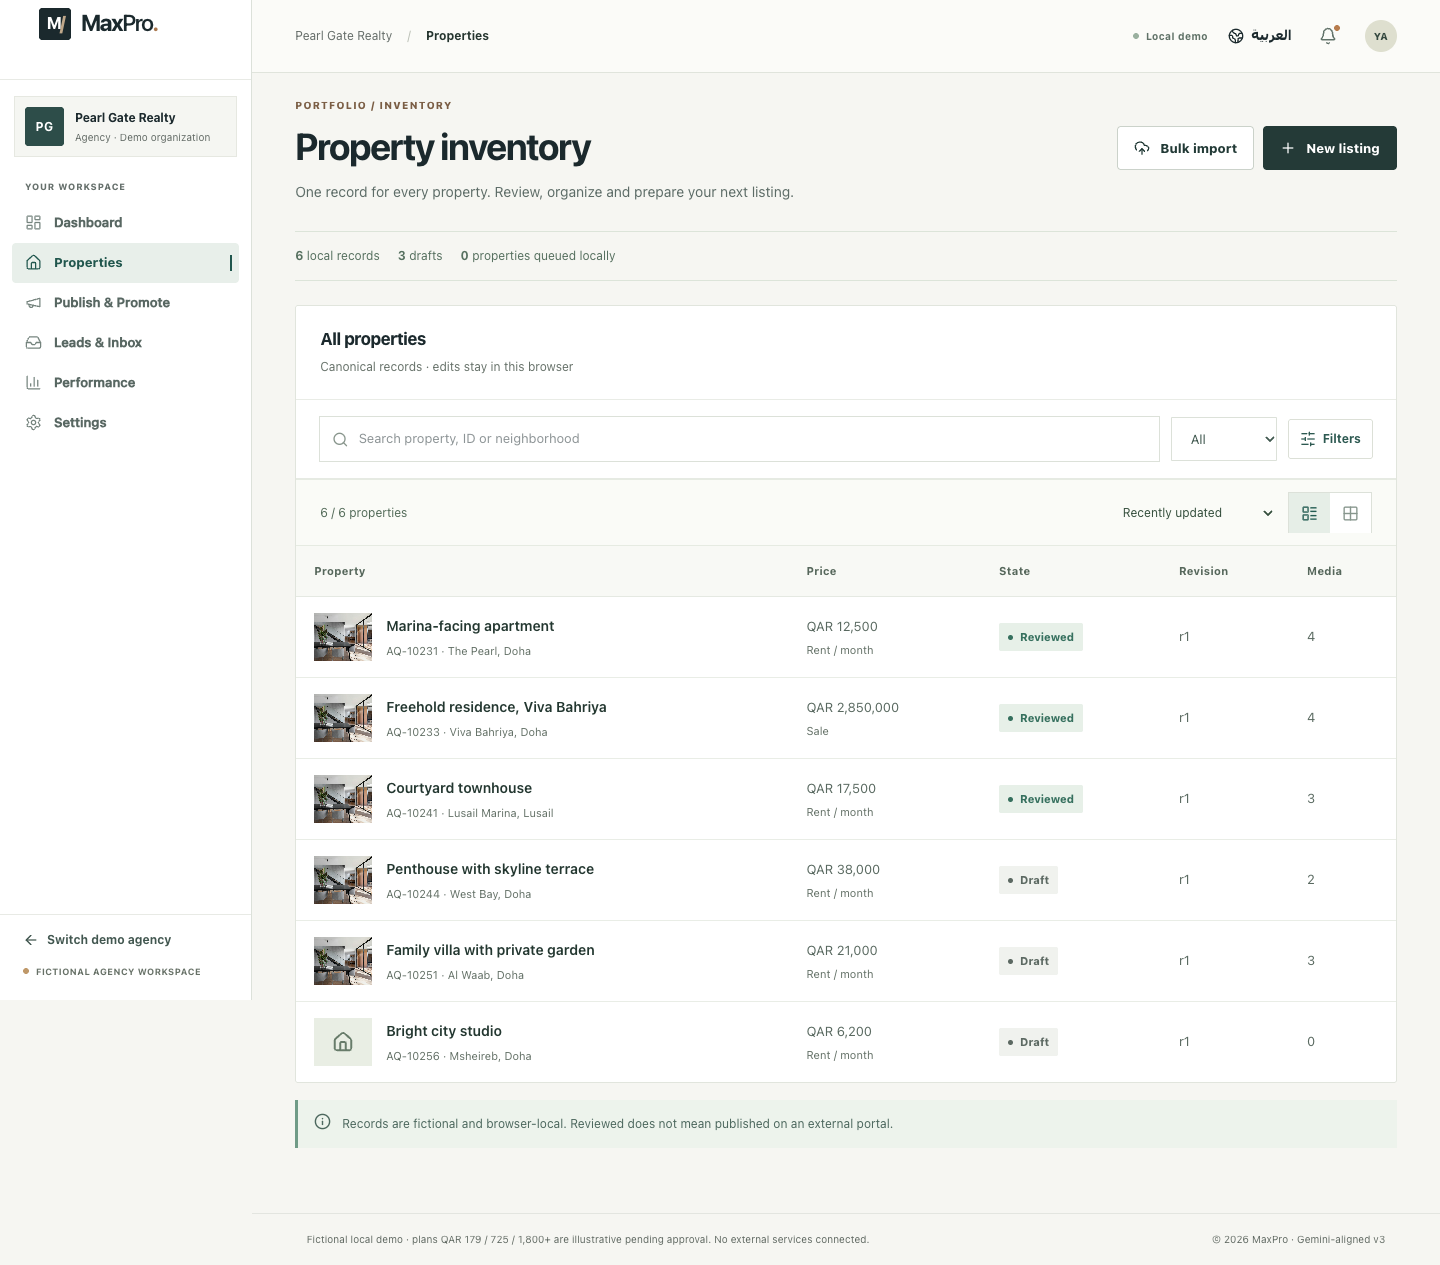 M/ MaxPro.
Pearl Gate Realty / Properties
Local demo
العربية
YA
PG
Pearl Gate Realty
Agency · Demo organization
YOUR WORKSPACE
Dashboard
Properties
Publish & Promote
Leads & Inbox
Performance
Settings
Switch demo agency
FICTIONAL AGENCY WORKSPACE
PORTFOLIO / INVENTORY
Property inventory
One record for every property. Review, organize and prepare your next listing.
Bulk import
New listing
6 local records 3 drafts 0 properties queued locally
All properties
Canonical records · edits stay in this browser
Search property, ID or neighborhood
All
Filters
6 / 6 properties
Recently updated
Property Price State Revision Media
Marina-facing apartment QAR 12,500 Reviewed r1 4
AQ-10231 · The Pearl, Doha Rent / month
Freehold residence, Viva Bahriya QAR 2,850,000 Reviewed r1 4
AQ-10233 · Viva Bahriya, Doha Sale
Courtyard townhouse QAR 17,500 Reviewed r1 3
AQ-10241 · Lusail Marina, Lusail Rent / month
Penthouse with skyline terrace QAR 38,000 Draft r1 2
AQ-10244 · West Bay, Doha Rent / month
Family villa with private garden QAR 21,000 Draft r1 3
AQ-10251 · Al Waab, Doha Rent / month
Bright city studio QAR 6,200 Draft r1 0
AQ-10256 · Msheireb, Doha Rent / month
Records are fictional and browser-local. Reviewed does not mean published on an external portal.
Fictional local demo · plans QAR 179 / 725 / 1,800+ are illustrative pending approval. No external services connected.
© 2026 MaxPro · Gemini-aligned v3